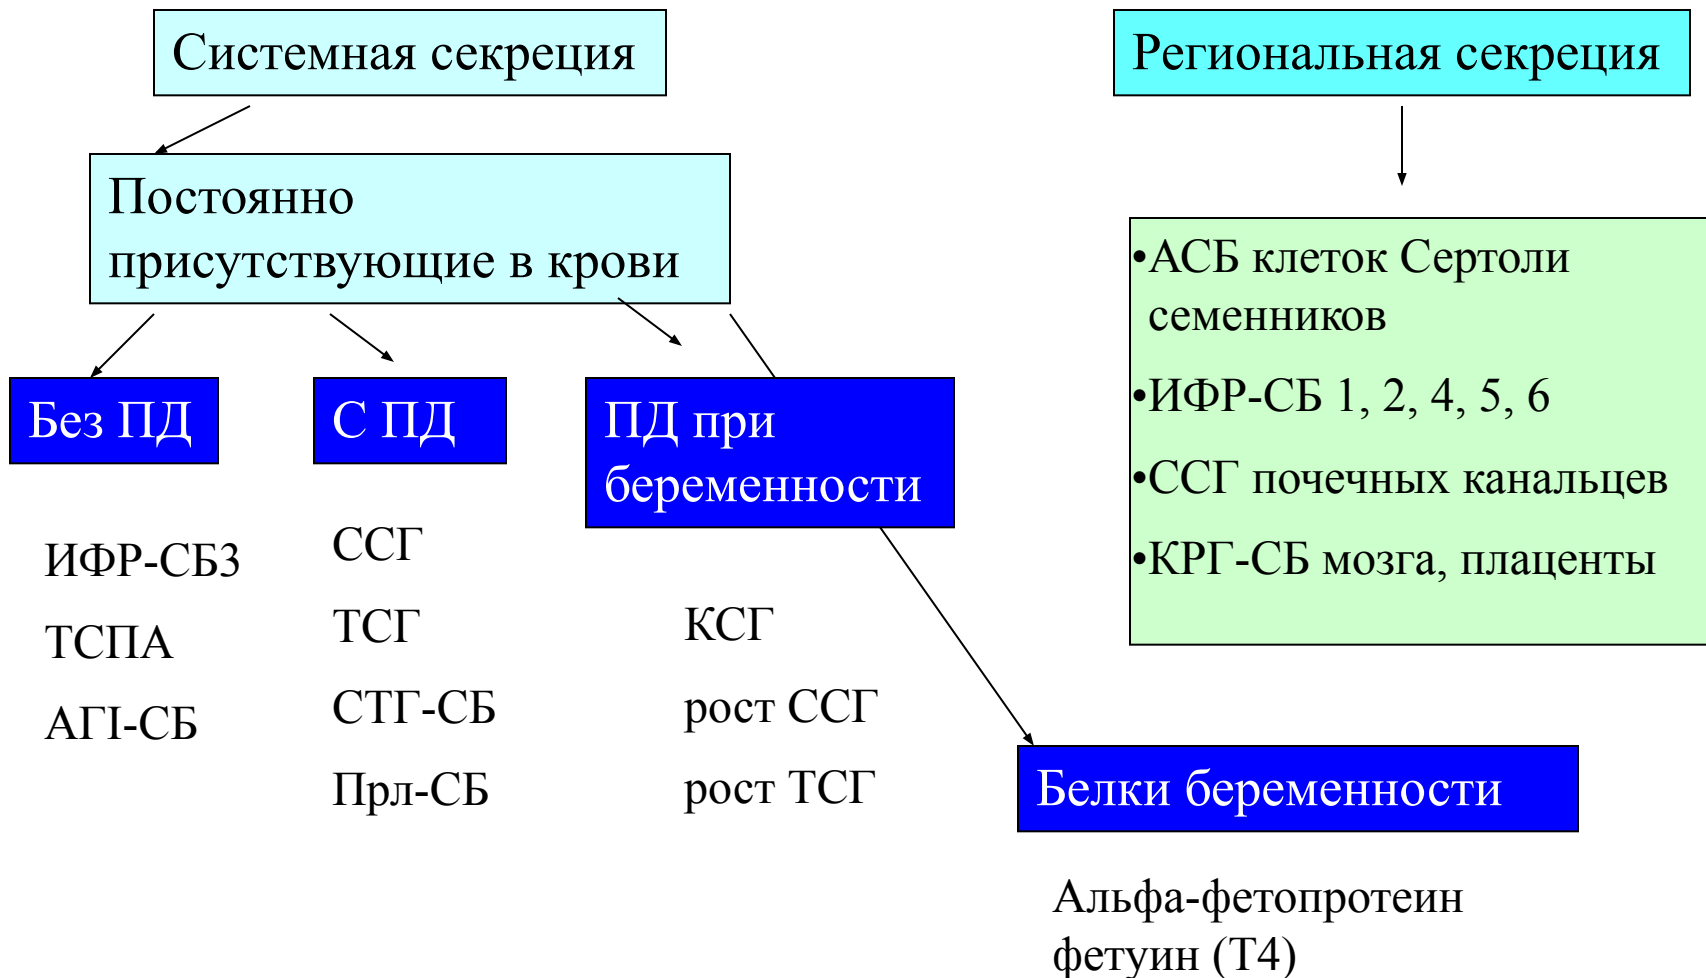 Системная секреция
Региональная секреция
Постоянно
присутствующие в крови
•АСБ клеток Сертоли
семенников
•ИФР-СБ 1, 2, 4, 5, 6
•ССГ почечных канальцев
•КРГ-СБ мозга, плаценты
Без ПД
ИФР-СБ3
ТСПА
АГI-СБ
С ПД
ССГ
ТСГ
СТГ-СБ
Прл-СБ
ПД при
беременности
КСГ
рост ССГ
рост ТСГ
Белки беременности
Альфа-фетопротеин
фетуин (Т4)